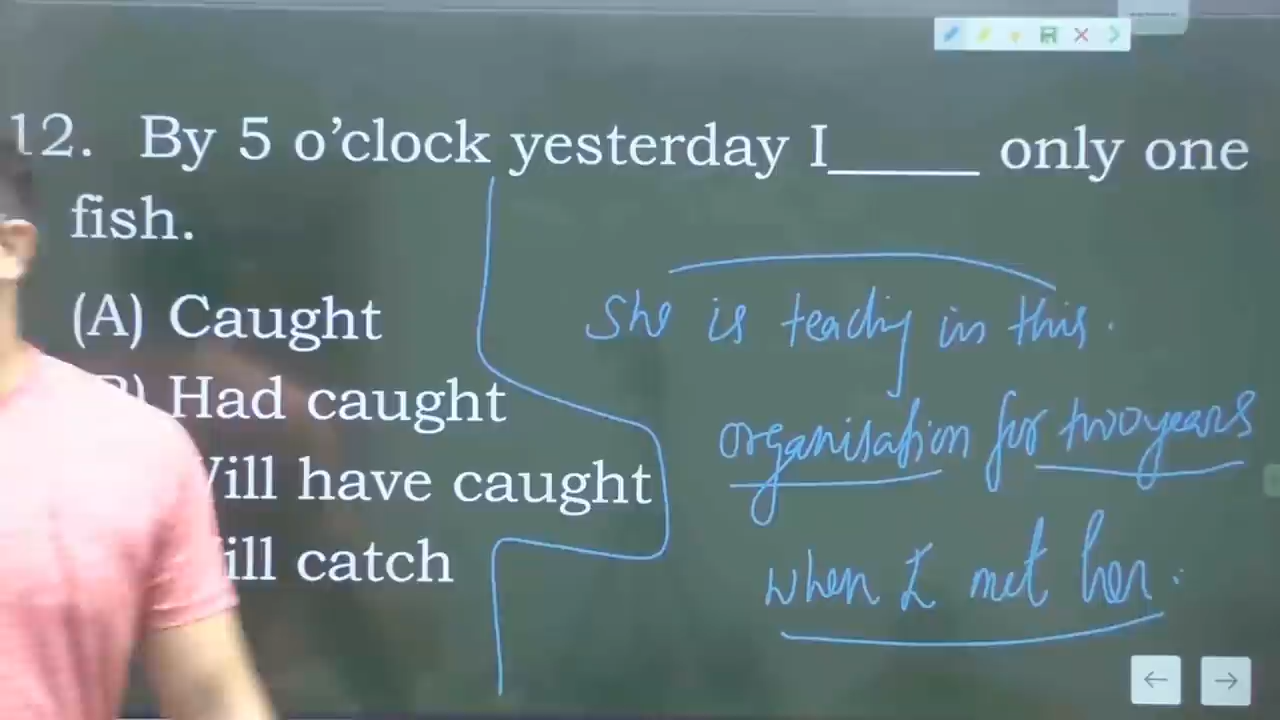 12. By 5 o'clock yesterday I_____ only one
fish.
(A) Caught
B) Had caught
Will have caught
ill catch
She is teaching in this.
organisation for two years
when I met her.